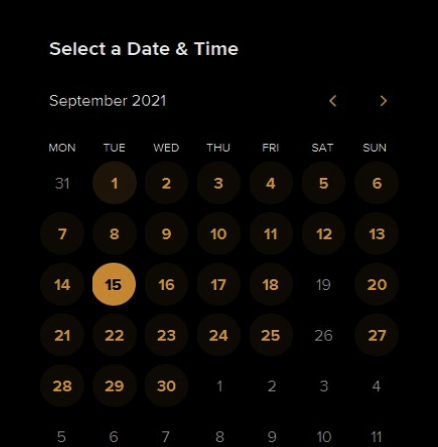 Select a Date & Time
September 2021
MON TUE WED THU FRI SAT SUN
31 1 2 3 4 5 6
7 8 9 10 11 12 13
14 15 16 17 18 19 20
21 22 23 24 25 26 27
28 29 30 1 2 3 4
5 6 7 8 9 10 11